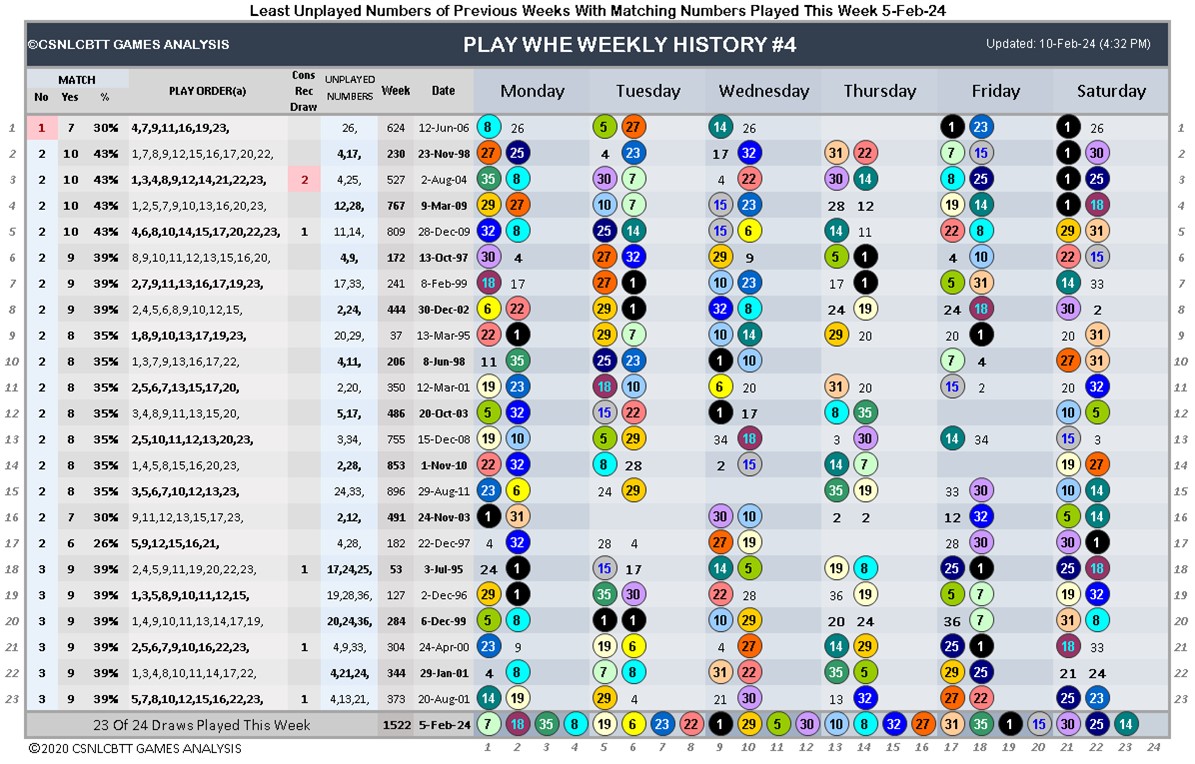 Least Unplayed Numbers of Previous Weeks With Matching Numbers Played This Week 5-Feb-24
©CSNLCBTT GAMES ANALYSIS PLAY WHE WEEKLY HISTORY #4 Updated: 10-Feb-24 (4:32 PM)
MATCH No Yes % PLAY ORDER(a) Cons Rec Draw UNPLAYED NUMBERS Week Date Monday Tuesday Wednesday Thursday Friday Saturday
1 1 7 30% 4,7,9,11,16,19,23, 26, 624 12-Jun-06 8 26 5 27 14 26 1 23 1 26 1
2 2 10 43% 1,7,8,9,12,15,16,17,20,22, 4,17, 230 23-Nov-98 27 25 4 23 17 32 31 22 7 15 1 30 2
3 2 10 43% 1,3,4,8,9,12,14,21,22,23, 2 4,25, 527 2-Aug-04 35 8 30 7 4 22 30 14 8 25 1 25 3
4 2 10 43% 1,2,5,7,9,10,13,16,20,23, 12,28, 767 9-Mar-09 29 27 10 7 15 23 28 12 19 14 1 18 4
5 2 10 43% 4,6,8,10,14,15,17,20,22,23, 1 11,14, 809 28-Dec-09 32 8 25 14 15 6 14 11 22 8 29 31 5
6 2 9 39% 8,9,10,11,12,13,15,16,20, 4,9, 172 13-Oct-97 30 4 27 32 29 9 5 1 4 10 22 15 6
7 2 9 39% 2,7,9,11,13,16,17,19,23, 17,33, 241 8-Feb-99 18 17 27 1 10 23 17 1 5 31 14 33 7
8 2 9 39% 2,4,5,6,8,9,10,12,15, 2,24, 444 30-Dec-02 6 22 29 1 32 8 24 19 24 18 30 2 8
9 2 8 35% 1,8,9,10,13,17,19,23, 20,29, 37 13-Mar-95 22 1 29 7 10 14 29 20 20 1 20 31 9
10 2 8 35% 1,3,7,9,13,16,17,22, 4,11, 206 8-Jun-98 11 35 25 23 1 10 7 4 27 31 10
11 2 8 35% 2,5,6,7,13,15,17,20, 2,20, 350 12-Mar-01 19 23 18 10 6 20 31 20 15 2 20 32 11
12 2 8 35% 3,4,8,9,11,13,15,20, 5,17, 486 20-Oct-03 5 32 15 22 1 17 8 35 10 5 12
13 2 8 35% 2,5,10,11,12,13,20,23, 3,34, 755 15-Dec-08 19 10 5 29 34 18 3 30 14 34 15 3 13
14 2 8 35% 1,4,5,8,15,16,20,23, 2,28, 853 1-Nov-10 22 32 8 28 2 15 14 7 19 27 14
15 2 8 35% 3,5,6,7,10,12,13,23, 24,33, 896 29-Aug-11 23 6 24 29 35 19 33 30 10 14 15
16 2 7 30% 9,11,12,13,15,17,23, 2,12, 491 24-Nov-03 1 31 30 10 2 2 12 32 5 14 16
17 2 6 26% 5,9,12,15,16,21, 4,28, 182 22-Dec-97 4 32 28 4 27 19 28 30 30 1 17
18 3 9 39% 2,4,5,9,11,19,20,22,23, 1 17,24,25, 53 3-Jul-95 24 1 15 17 14 5 19 8 25 1 25 18 18
19 3 9 39% 1,3,5,8,9,10,11,12,15, 19,28,36, 127 2-Dec-96 29 1 35 30 22 28 36 19 5 7 19 32 19
20 3 9 39% 1,4,9,10,11,13,14,17,19, 20,24,36, 284 6-Dec-99 5 8 1 1 10 29 20 24 36 7 31 8 20
21 3 9 39% 2,5,6,7,9,10,16,22,23, 1 4,9,33, 304 24-Apr-00 23 9 19 6 4 27 14 29 25 1 18 33 21
22 3 9 39% 1,3,4,8,10,11,14,17,22, 4,21,24, 344 29-Jan-01 4 8 7 8 31 22 35 5 29 25 21 24 22
23 3 9 39% 5,7,8,10,12,15,16,22,23, 1 4,13,21, 373 20-Aug-01 14 19 29 4 21 30 13 32 27 22 25 23 23
23 Of 24 Draws Played This Week 1522 5-Feb-24 7 18 35 8 19 6 23 22 1 29 5 30 10 8 32 27 31 35 1 15 30 25 14
©2020 CSNLCBTT GAMES ANALYSIS 1 2 3 4 5 6 7 8 9 10 11 12 13 14 15 16 17 18 19 20 21 22 23 24